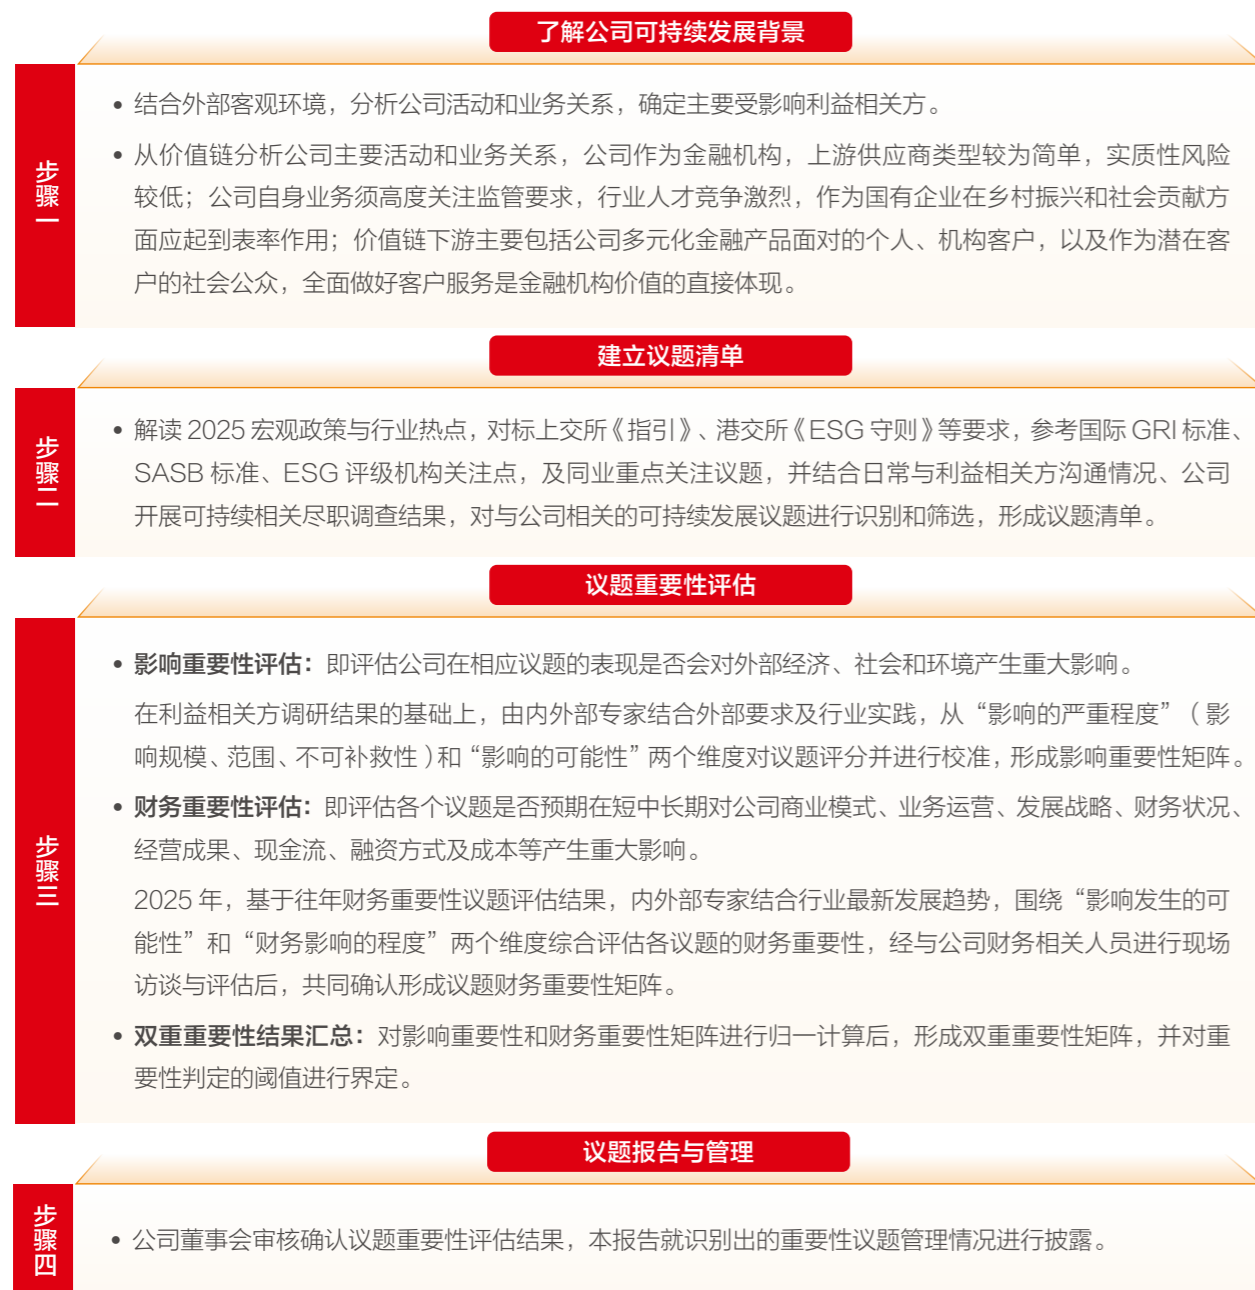 了解公司可持续发展背景
步骤一
• 结合外部客观环境，分析公司活动和业务关系，确定主要受影响利益相关方。
• 从价值链分析公司主要活动和业务关系，公司作为金融机构，上游供应商类型较为简单，实质性风险
较低；公司自身业务须高度关注监管要求，行业人才竞争激烈，作为国有企业在乡村振兴和社会贡献方
面应起到表率作用；价值链下游主要包括公司多元化金融产品面对的个人、机构客户，以及作为潜在客
户的社会公众，全面做好客户服务是金融机构价值的直接体现。
建立议题清单
步骤二
• 解读 2025 宏观政策与行业热点，对标上交所《指引》、港交所《ESG 守则》等要求，参考国际 GRI 标准、
SASB 标准、ESG 评级机构关注点，及同业重点关注议题，并结合日常与利益相关方沟通情况、公司
开展可持续相关尽职调查结果，对与公司相关的可持续发展议题进行识别和筛选，形成议题清单。
议题重要性评估
步骤三
• 影响重要性评估：即评估公司在相应议题的表现是否会对外部经济、社会和环境产生重大影响。
在利益相关方调研结果的基础上，由内外部专家结合外部要求及行业实践，从“影响的严重程度”（影
响规模、范围、不可补救性）和“影响的可能性”两个维度对议题评分并进行校准，形成影响重要性矩阵。
• 财务重要性评估：即评估各个议题是否预期在短中长期对公司商业模式、业务运营、发展战略、财务状况、
经营成果、现金流、融资方式及成本等产生重大影响。
2025 年，基于往年财务重要性议题评估结果，内外部专家结合行业最新发展趋势，围绕“影响发生的可
能性”和“财务影响的程度”两个维度综合评估各议题的财务重要性，经与公司财务相关人员进行现场
访谈与评估后，共同确认形成议题财务重要性矩阵。
• 双重重要性结果汇总：对影响重要性和财务重要性矩阵进行归一计算后，形成双重重要性矩阵，并对重
要性判定的阈值进行界定。
议题报告与管理
步骤四
• 公司董事会审核确认议题重要性评估结果，本报告就识别出的重要性议题管理情况进行披露。